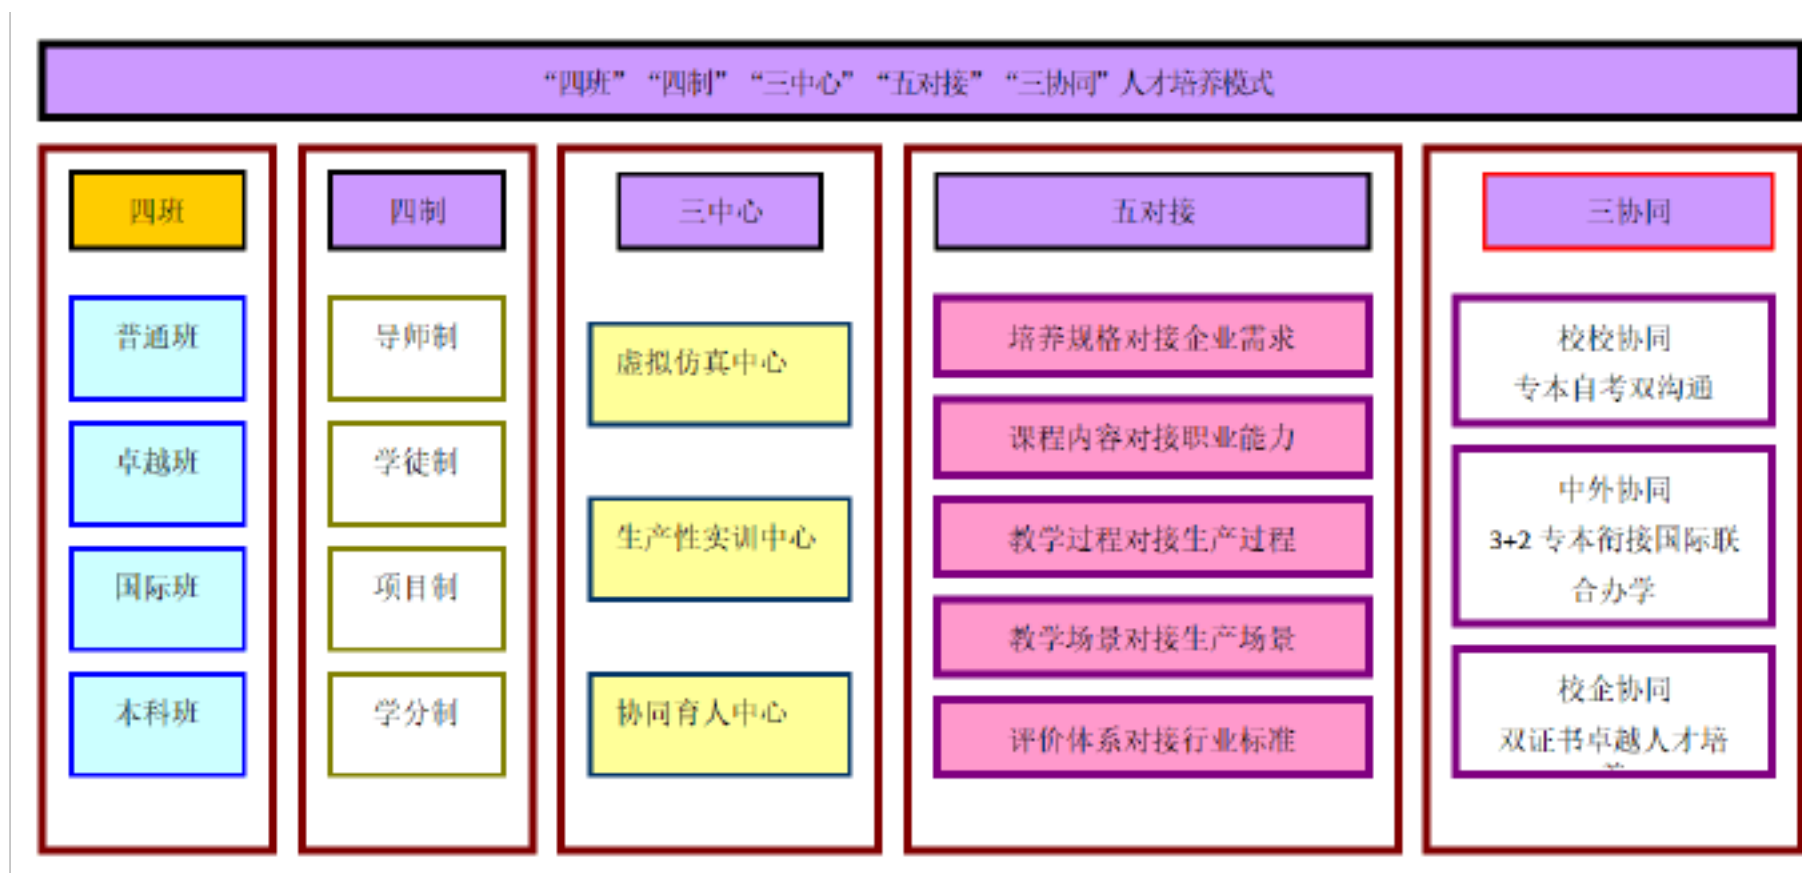 “四班” “四制” “三中心” “五对接” “三协同”人才培养模式
四班
普通班
卓越班
国际班
本科班
四制
导师制
学徒制
项目制
学分制
三中心
虚拟仿真中心
生产性实训中心
协同育人中心
五对接
培养规格对接企业需求
课程内容对接职业能力
教学过程对接生产过程
教学场景对接生产场景
评价体系对接行业标准
三协同
校校协同
专本自考双沟通
中外协同
3+2 专本衔接国际联
合办学
校企协同
双证书卓越人才培